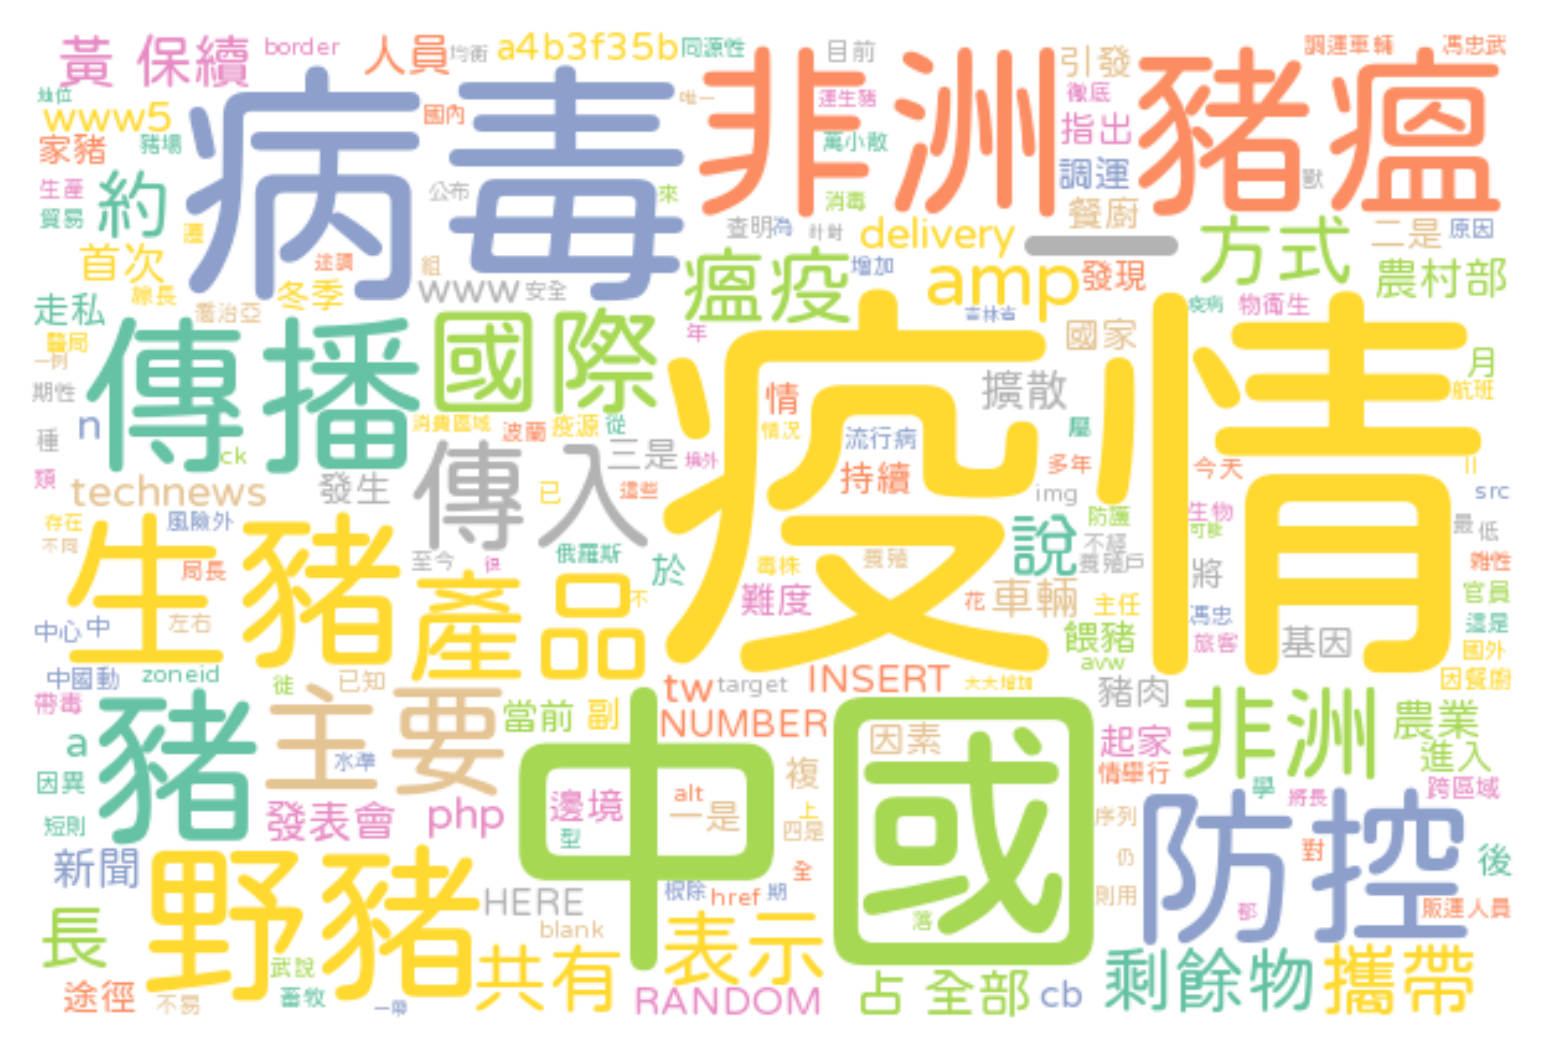 黃 保續
border
人員
均衡
a4b3f35b
同源性
目前
引發
調運車輛
馮忠武
www5
病毒
國內
唯一
非洲豬瘟
運生豬
徹底
家豬
豬場
萬小散
指出
生產
約
公布
來
消毒
調運
獸
貿易
查明
為
針對
餐廚
首次
途調
組
瘟疫
增加
delivery
一
方式
二是
原因
線長
冬季
www
安全
amp
發現
農村部
走私
喬治亞
國際
年
吉林省
國家
疫病
物衛生
一例
傳播
疫情
月
期性
情
擴散
航班
n
消費區域
波蘭
疫源
從
情況
流行病
屬
種
ck
傳入
三是
境外
持續
多年
今天
類
technews
發生
已
這些
img
src
存在
風險外
說
防護
生物
可能
最
低
不同
生豬
至今
俄羅斯
於
毒株
養殖
不經
養殖戶
將
雜性
局長
產品
不
難度
花
車輛
主任
馮忠
官員
中心
中
左右
餵豬
旅客
基因
這是
國外
中國動
zoneid
已知
avw
因餐廚
帶毒
豬
主要
當前
副
tw
target
INSERT
大大增加
豬肉
非洲
農業
a
NUMBER
中國
因素
起家
進入
因異
水準
複
情舉行
學
將長
跨區域
短則
發表會
php
邊境
型
alt
一是
上
四是
序列
防控
新聞
野豬
HERE
根除
href
期
全
仍
對
後
長
blank
表示
落
則用
販運人員
武說
共有
途徑
不易
畜牧
一帶
RANDOM
占
全部
cb
剩餘物
攜帶